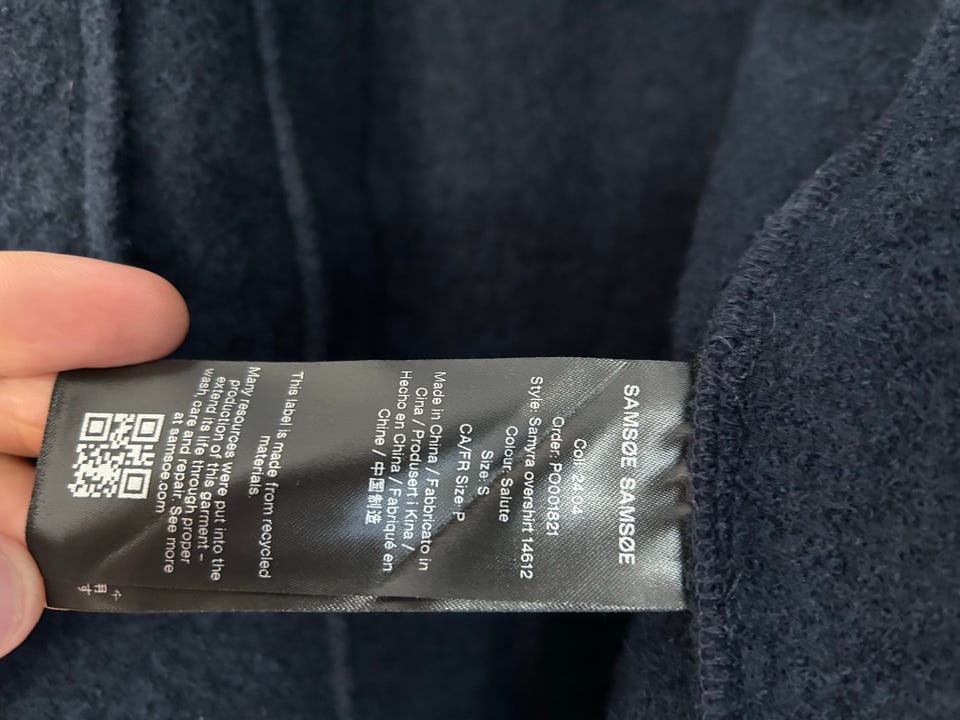 SAMSØE SAMSØE
Coll: 24.04
Order: PO001821
Style: Samyra overshirt 14612
Colour: Salute
Size: S
CA/FR Size: P
Made in China / Fabbricato in
Cina / Produsert i Kina /
Hecho en China / Fabriqué en
Chine / 中国制造
This label is made from recycled
materials.
Many resources were put into the
production of this garment –
extend its life through proper
wash, care and repair. See more
at samsoe.com